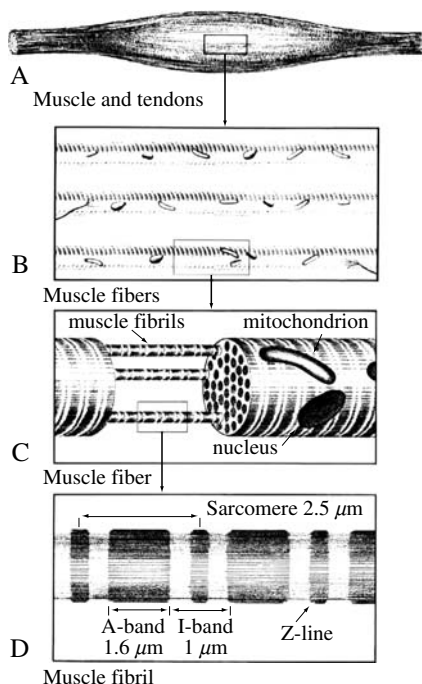 A
Muscle and tendons
B
Muscle fibers
muscle fibrils
mitochondrion
nucleus
C
Muscle fiber
Sarcomere 2.5 μm
A-band
1.6 μm
I-band
1 μm
Z-line
D
Muscle fibril